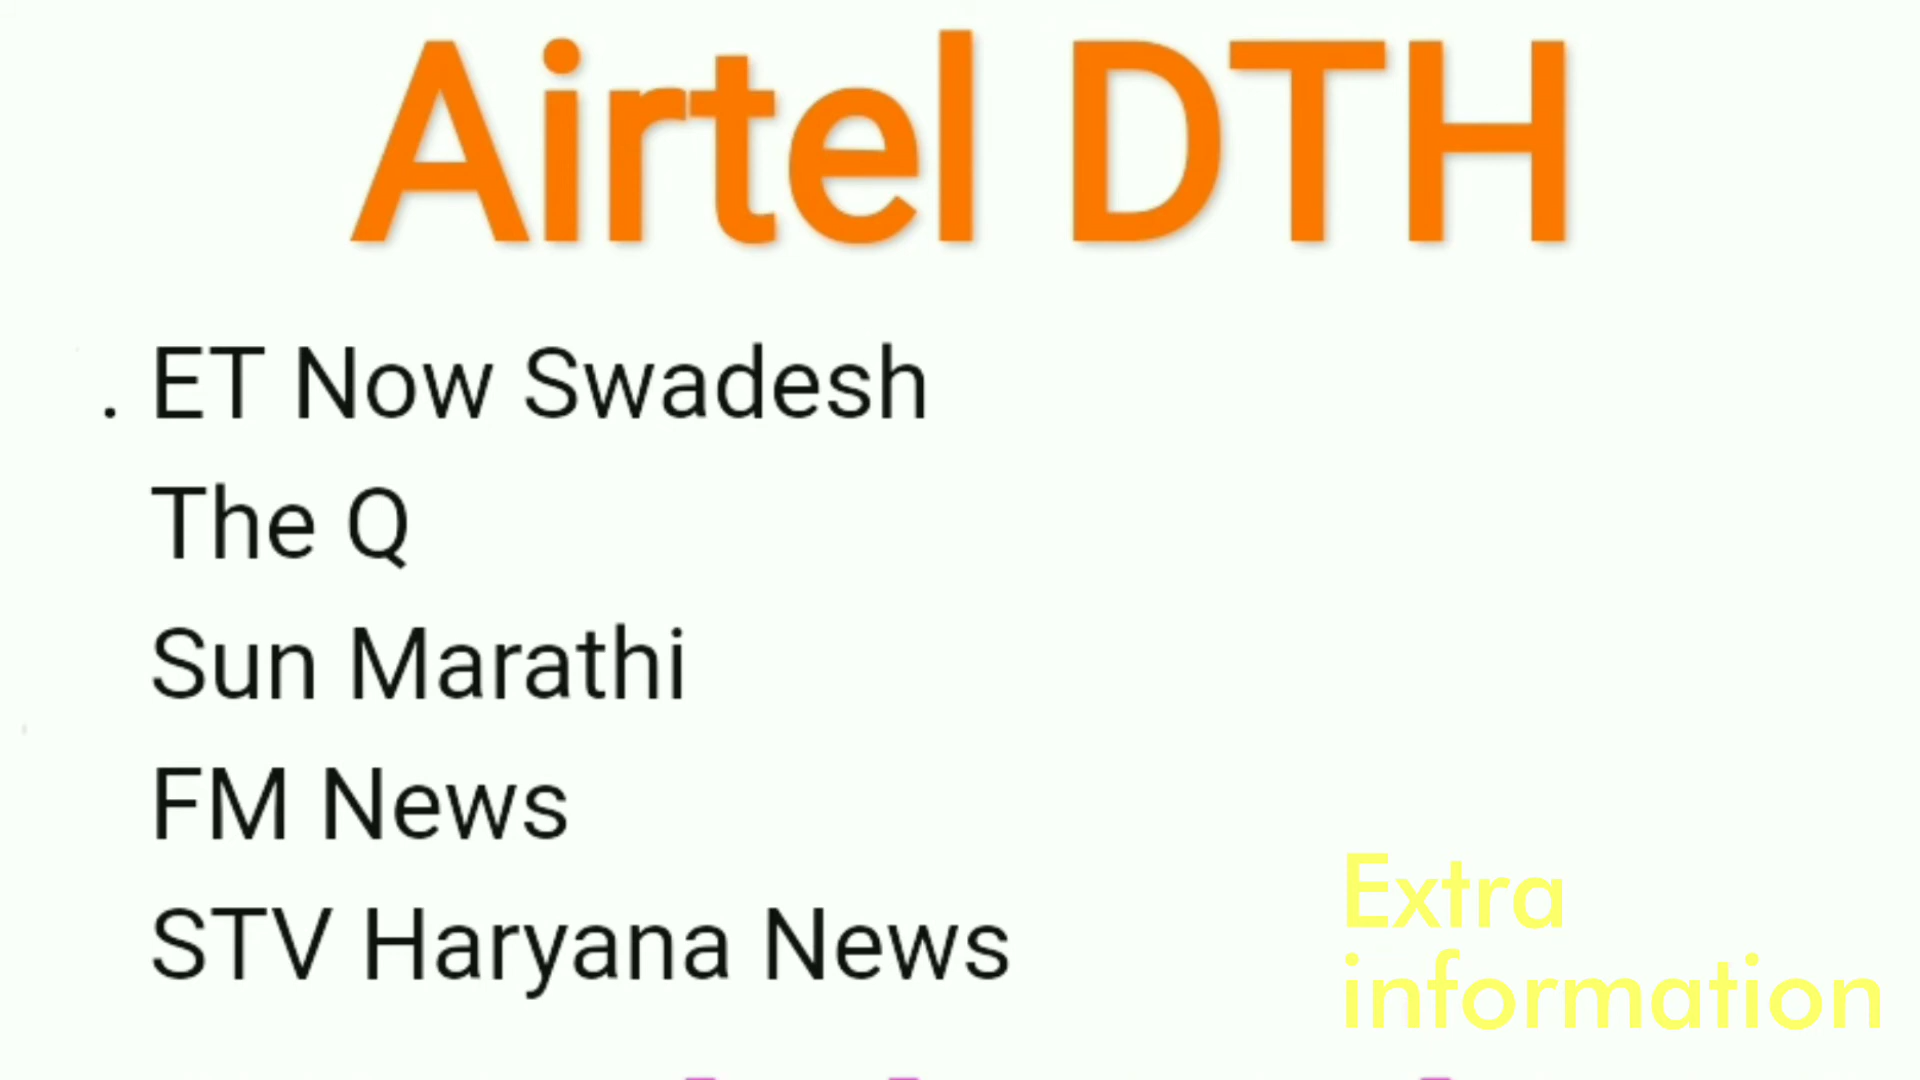 Airtel DTH
. ET Now Swadesh
The Q
Sun Marathi
FM News
STV Haryana News
Extra
information